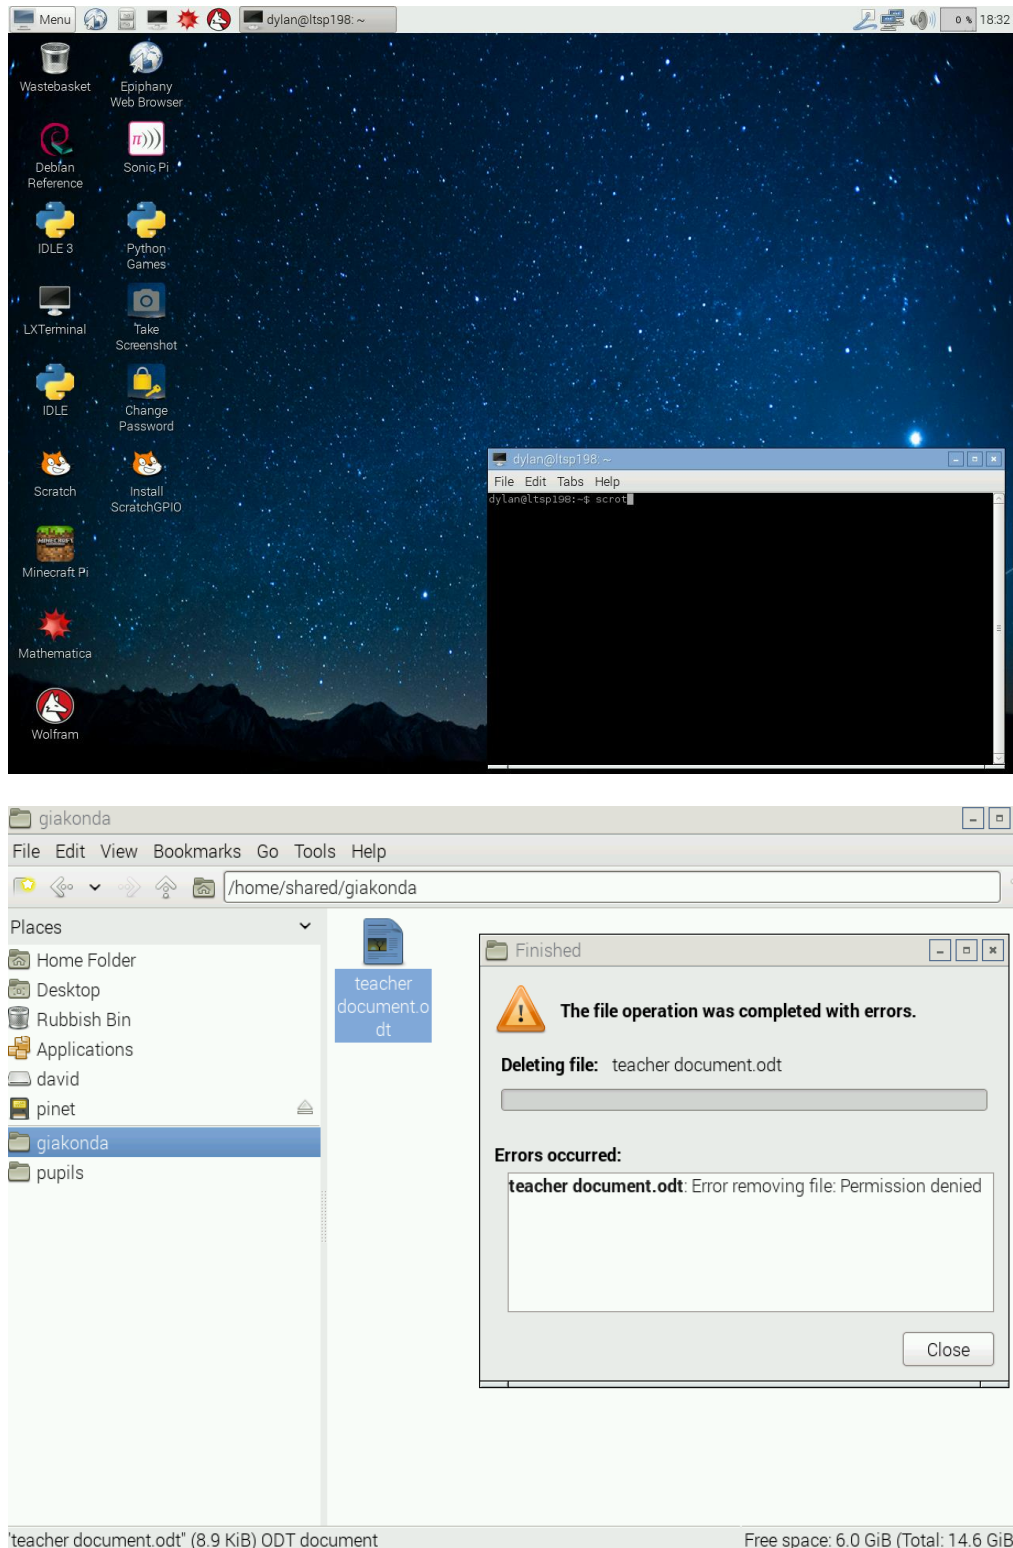 Menu
dylan@ltsp198: ~
0 %
18:32
Wastebasket
Epiphany
Web Browser
Debian
Reference
Sonic Pi
IDLE 3
Python
Games
LXTerminal
Take
Screenshot
IDLE
Change
Password
Scratch
Install
ScratchGPIO
Minecraft Pi
Mathematica
Wolfram
dylan@ltsp198: ~
File Edit Tabs Help
dylan@ltsp198:~$ scrot
giakonda
File Edit View Bookmarks Go Tools Help
/home/shared/giakonda
Places
Home Folder
Desktop
Rubbish Bin
Applications
david
pinet
giakonda
pupils
teacher
document.o
dt
Finished
The file operation was completed with errors.
Deleting file: teacher document.odt
Errors occurred:
teacher document.odt: Error removing file: Permission denied
Close
"teacher document.odt" (8.9 KiB) ODT document
Free space: 6.0 GiB (Total: 14.6 GiB